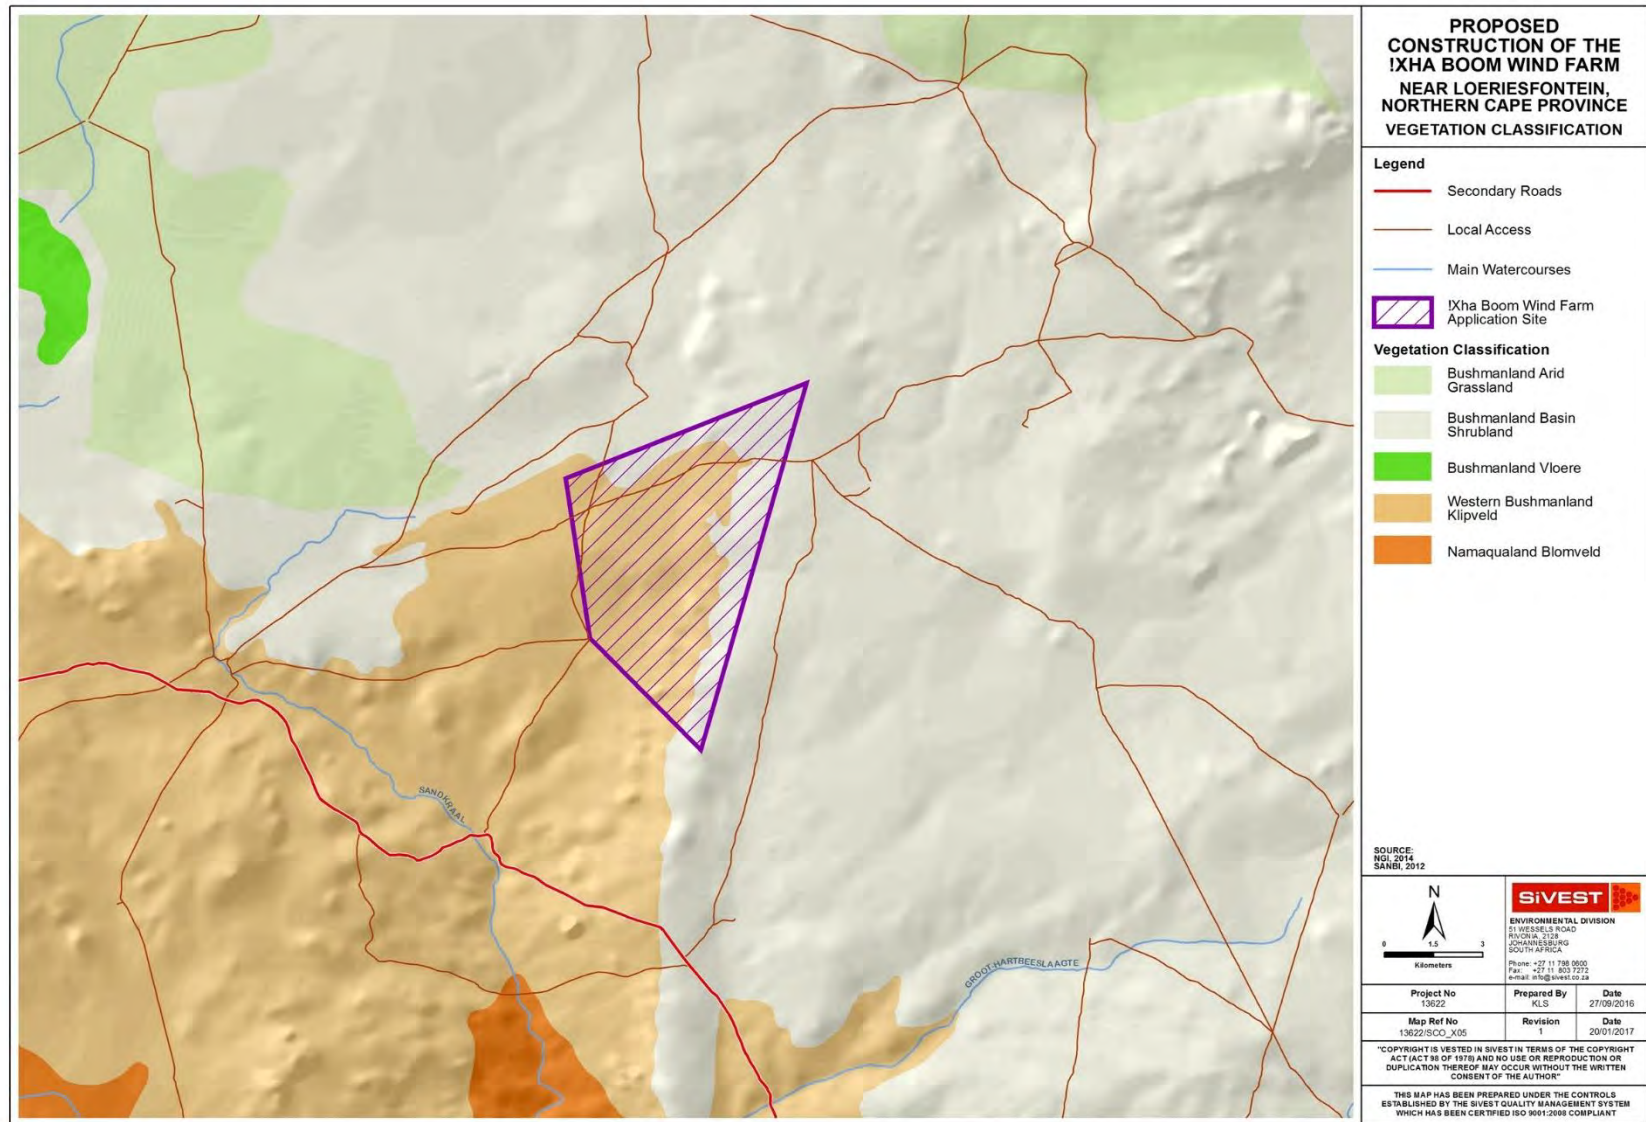 PROPOSED
CONSTRUCTION OF THE
!XHA BOOM WIND FARM
NEAR LOERIESFONTEIN,
NORTHERN CAPE PROVINCE
VEGETATION CLASSIFICATION
Legend
Secondary Roads
Local Access
Main Watercourses
!Xha Boom Wind Farm
Application Site
Vegetation Classification
Bushmanland Arid
Grassland
Bushmanland Basin
Shrubland
Bushmanland Vloere
Western Bushmanland
Klipveld
Namaqualand Blomveld
SANDKRAAL
GROOT-HARTBEESLAAGTE
SOURCE:
NGI, 2014
SANBI, 2012
N
0 1.5 3
Kilometers
SiVEST
ENVIRONMENTAL DIVISION
51 WESSELS ROAD
RIVONIA, 2128
JOHANNESBURG
SOUTH AFRICA
Phone: +27 11 798 0600
Fax: +27 11 803 7272
e-mail: info@sivest.co.za
Project No
13622
Prepared By
KLS
Date
27/09/2016
Map Ref No
13622/SCO_X05
Revision
1
Date
20/01/2017
"COPYRIGHT IS VESTED IN SIVEST IN TERMS OF THE COPYRIGHT
ACT (ACT 98 OF 1978) AND NO USE OR REPRODUCTION OR
DUPLICATION THEREOF MAY OCCUR WITHOUT THE WRITTEN
CONSENT OF THE AUTHOR"
THIS MAP HAS BEEN PREPARED UNDER THE CONTROLS
ESTABLISHED BY THE SiVEST QUALITY MANAGEMENT SYSTEM
WHICH HAS BEEN CERTIFIED ISO 9001:2008 COMPLIANT